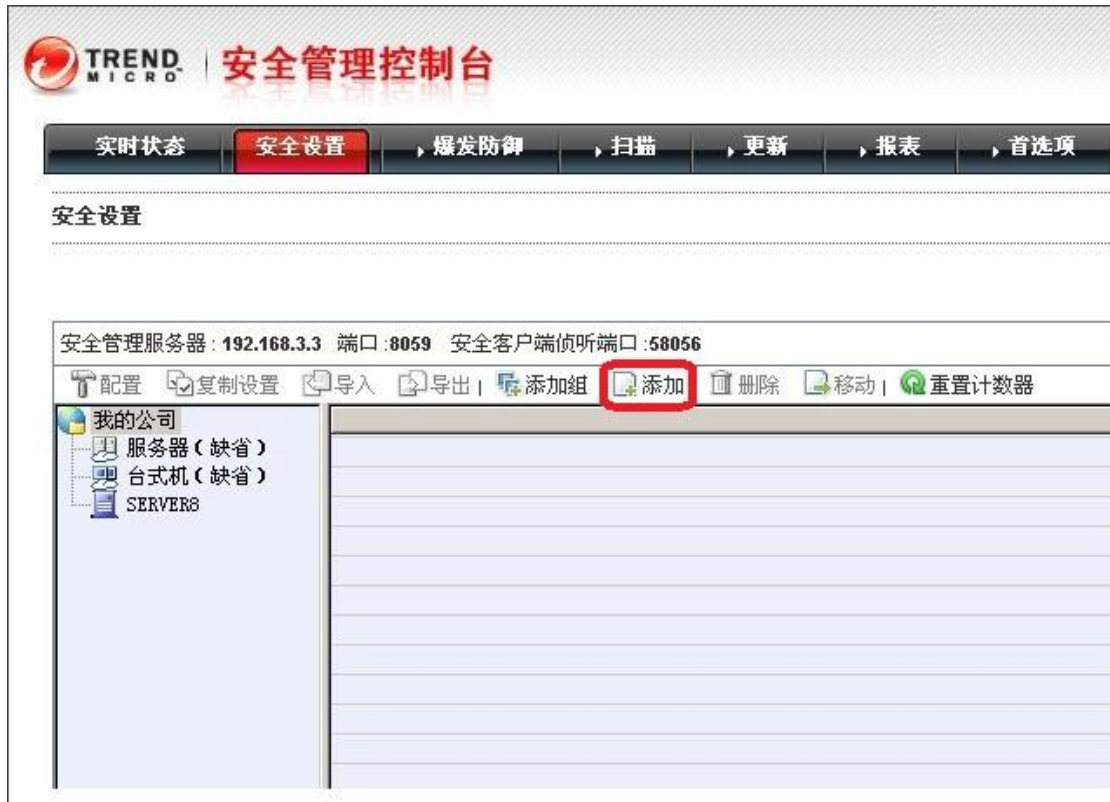 TREND MICRO 安全管理控制台
实时状态 安全设置 爆发防御 扫描 更新 报表 首选项
安全设置
安全管理服务器 : 192.168.3.3 端口 :8059 安全客户端侦听端口 :58056
配置 复制设置 导入 导出 | 添加组 添加 删除 移动 | 重置计数器
我的公司
服务器 ( 缺省 )
台式机 ( 缺省 )
SERVER8